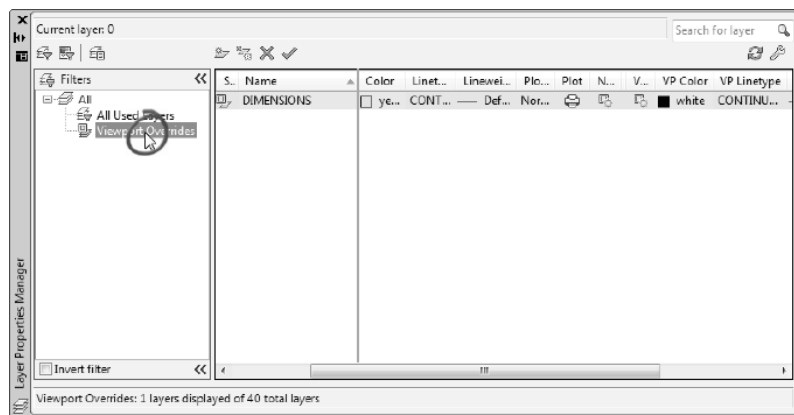 Current layer: 0
Search for layer
Filters
S.. Name Color Linet... Linewei... Plo... Plot N... V... VP Color VP Linetype
All
DIMENSIONS ye... CONT... Def... Nor... white CONTINU...
All Used Layers
Viewport Overrides
Invert filter
Viewport Overrides: 1 layers displayed of 40 total layers
Layer Properties Manager